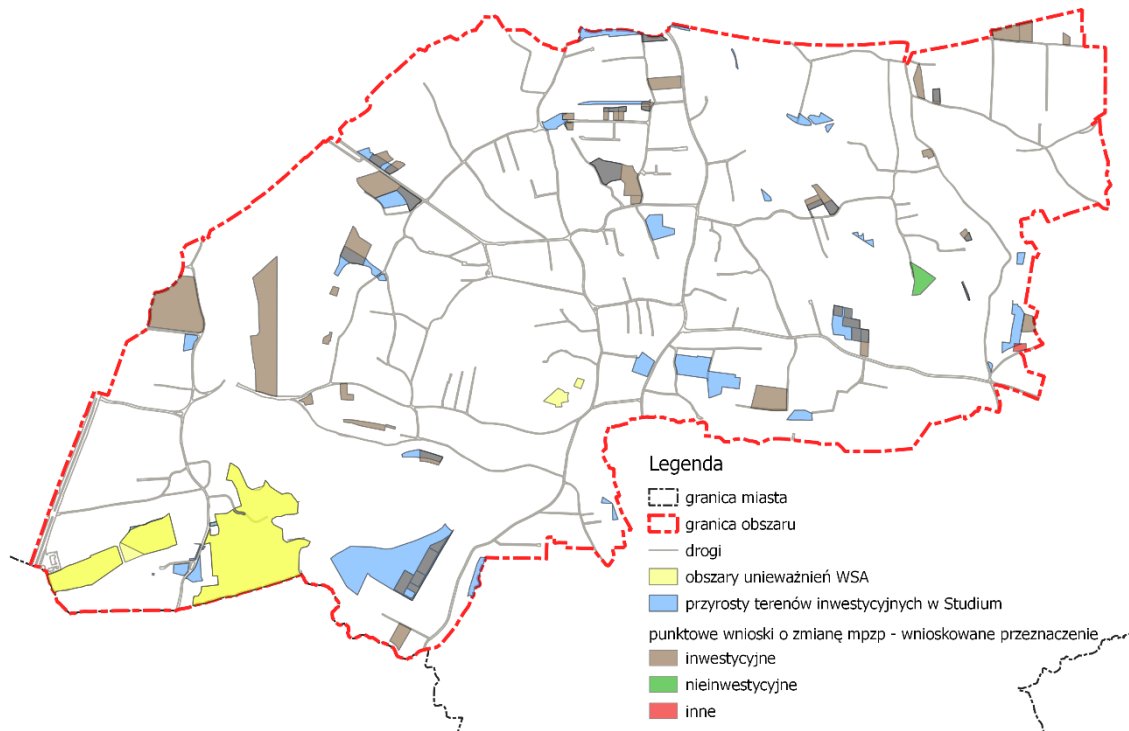 Legenda
granica miasta
granica obszaru
drogi
obszary unieważnień WSA
przyrosty terenów inwestycyjnych w Studium
punktowe wnioski o zmianę mpzp - wnioskowane przeznaczenie
inwestycyjne
nieinwestycyjne
inne